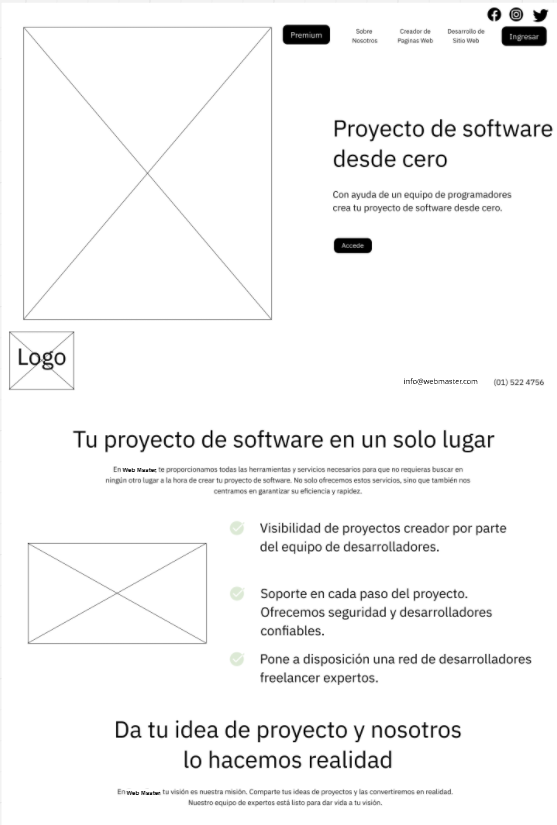 Premium
Sobre
Nosotros
Creador de
Paginas Web
Desarrollo de
Sitio Web
Ingresar
Proyecto de software
desde cero
Con ayuda de un equipo de programadores
crea tu proyecto de software desde cero.
Accede
Logo
info@webmaster.com
(01) 522 4756
Tu proyecto de software en un solo lugar
En Web Master, te proporcionamos todas las herramientas y servicios necesarios para que no requieras buscar en
ningún otro lugar a la hora de crear tu proyecto de software. No solo ofrecemos estos servicios, sino que también nos
centramos en garantizar su eficiencia y rapidez.
Visibilidad de proyectos creador por parte
del equipo de desarrolladores.
Soporte en cada paso del proyecto.
Ofrecemos seguridad y desarrolladores
confiables.
Pone a disposición una red de desarrolladores
freelancer expertos.
Da tu idea de proyecto y nosotros
lo hacemos realidad
En Web Master, tu visión es nuestra misión. Comparte tus ideas de proyectos y las convertiremos en realidad.
Nuestro equipo de expertos está listo para dar vida a tu visión.